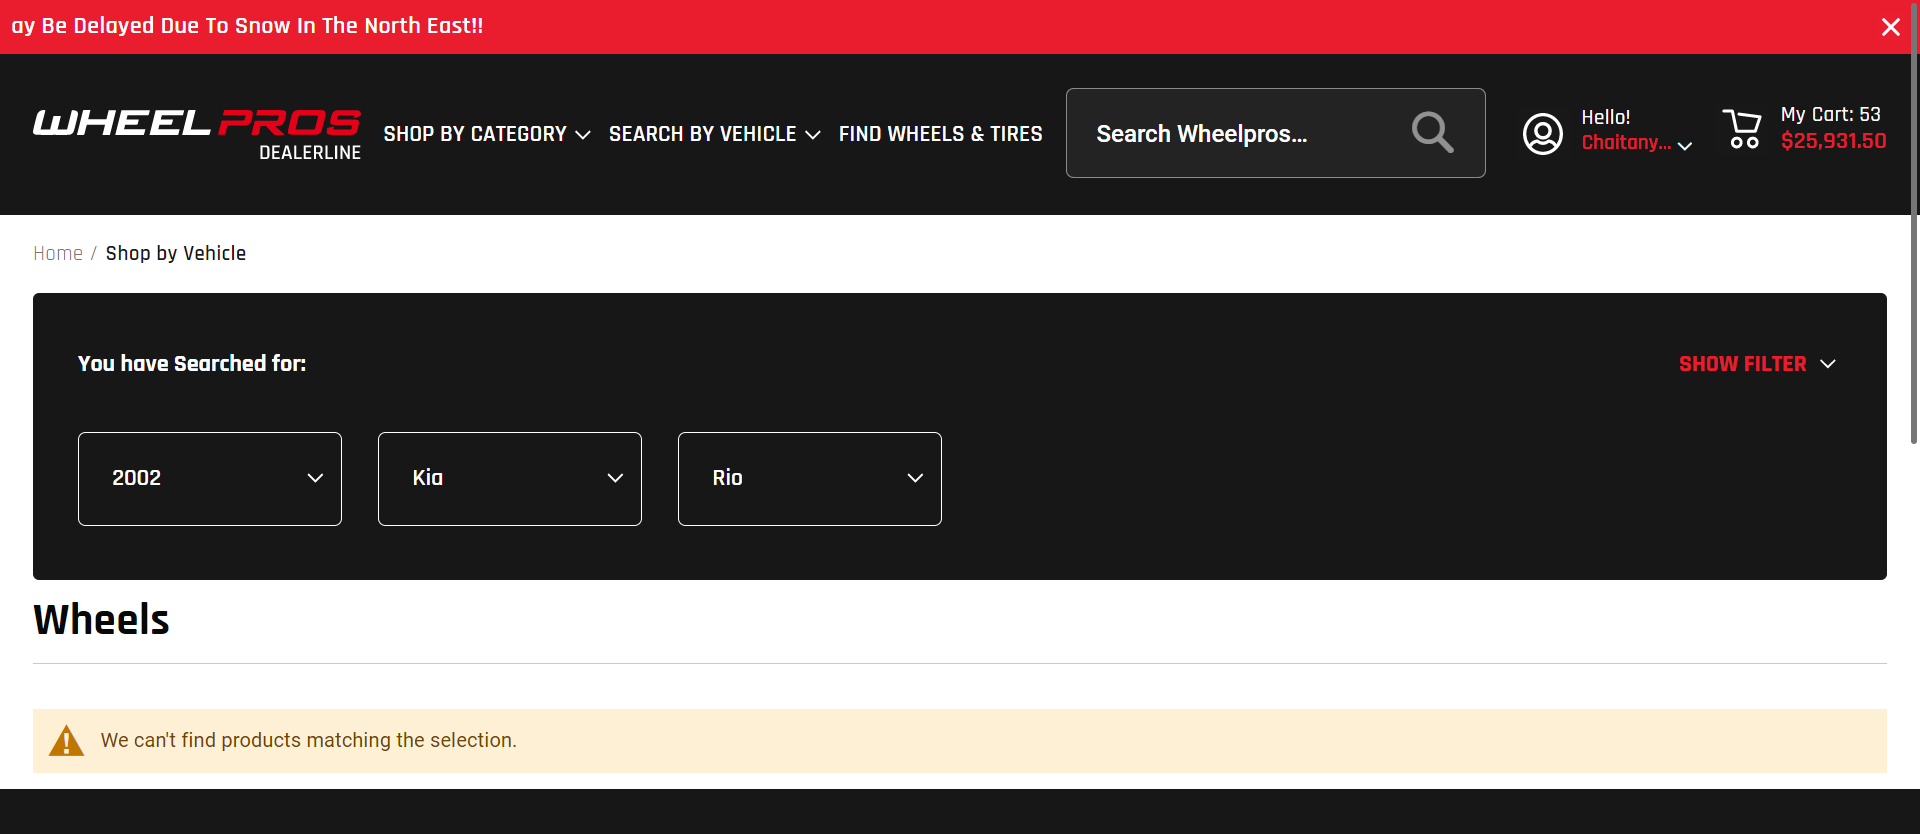 ay Be Delayed Due To Snow In The North East!!
WHEEL PROS
DEALERLINE
SHOP BY CATEGORY
SEARCH BY VEHICLE
FIND WHEELS & TIRES
Search Wheelpros...
Hello!
Chaitany...
My Cart: 53
$25,931.50
Home / Shop by Vehicle
You have Searched for:
SHOW FILTER
2002
Kia
Rio
Wheels
We can't find products matching the selection.